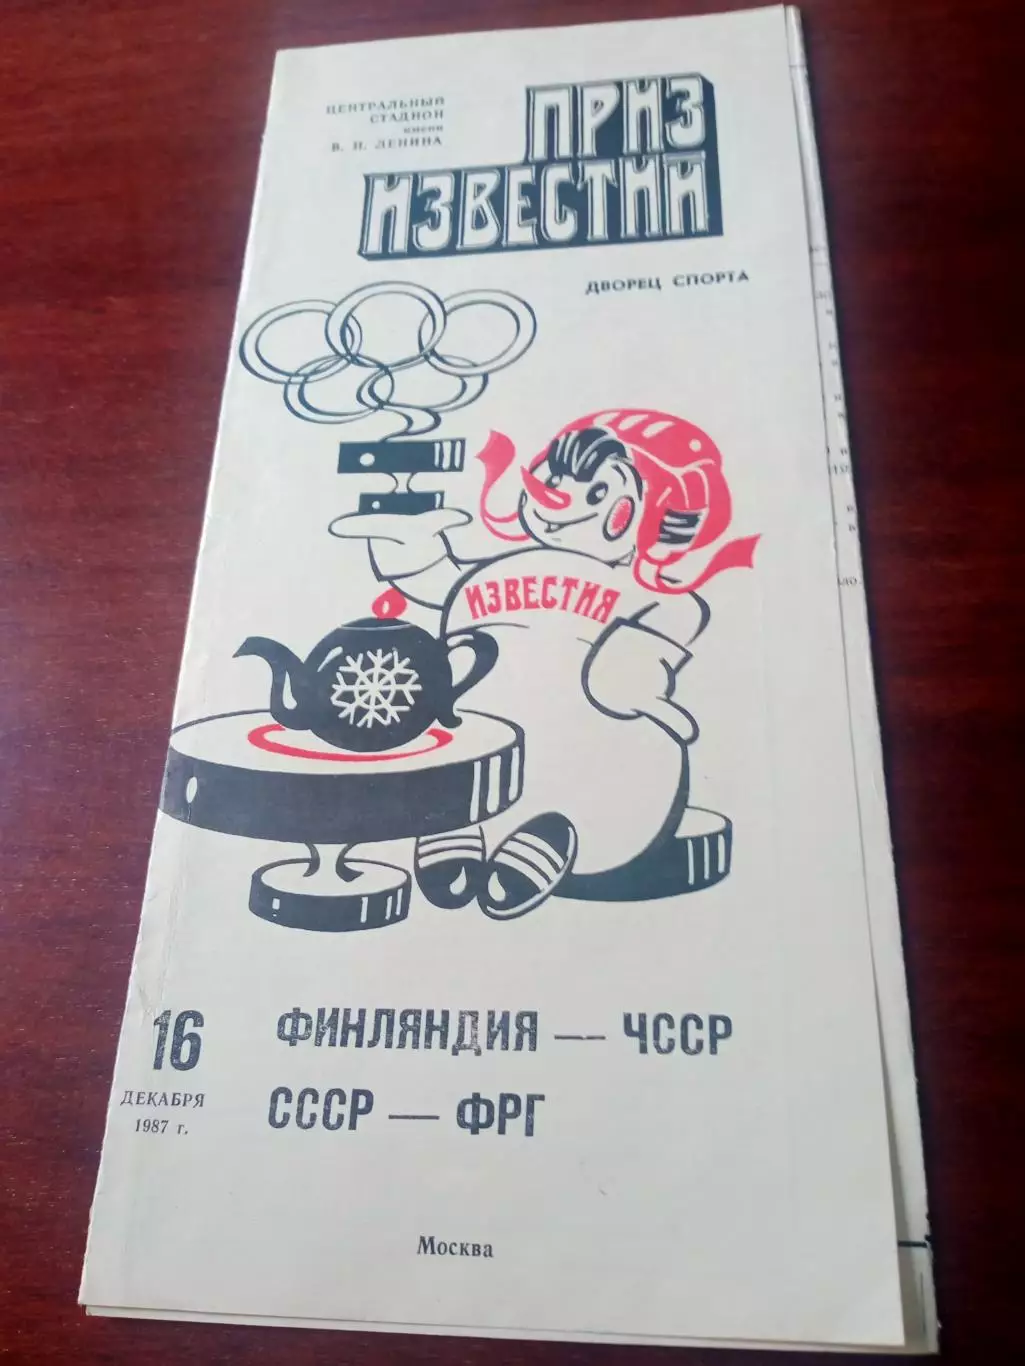 ЦЕНТРАЛЬНЫЙ
СТАДИОН
имени
В. И. ЛЕНИНА
ПРИЗ
ИЗВЕСТИЙ
ДВОРЕЦ СПОРТА
ИЗВЕСТИЯ
16
ДЕКАБРЯ
1987 г.
ФИНЛЯНДИЯ — ЧССР
СССР — ФРГ
Москва